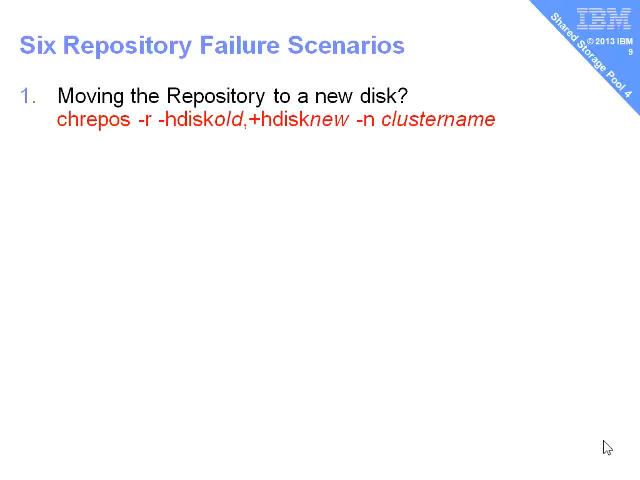 Six Repository Failure Scenarios
IBM
© 2013 IBM
9
Shared Storage Pool 4
1. Moving the Repository to a new disk?
chrepos -r -hdiskold,+hdisknew -n clustername